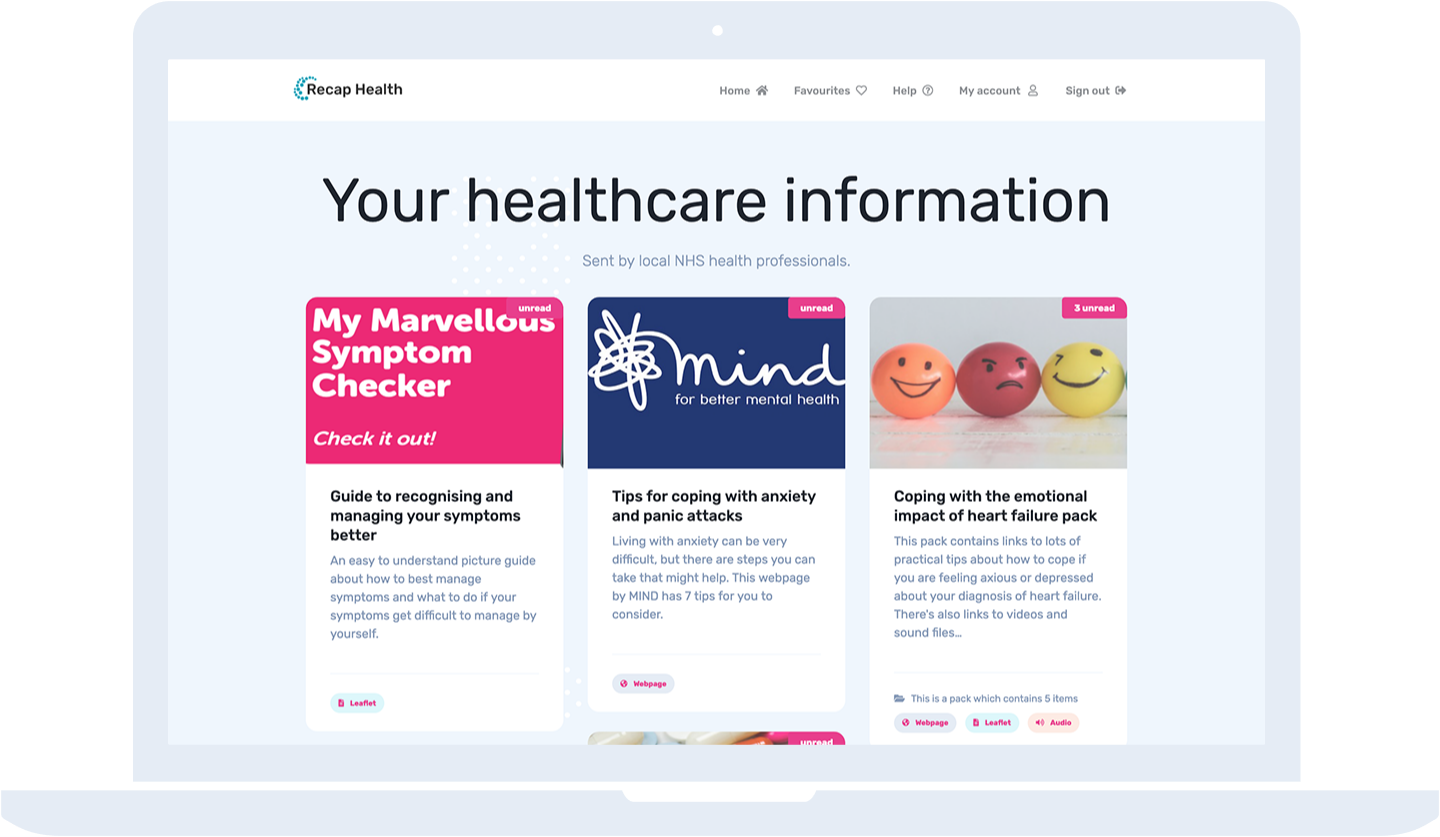 Recap Health
Home
Favourites
Help
My account
Sign out
Your healthcare information
Sent by local NHS health professionals.
unread
My Marvellous
Symptom
Checker
Check it out!
Guide to recognising and
managing your symptoms
better
An easy to understand picture guide
about how to best manage
symptoms and what to do if your
symptoms get difficult to manage by
yourself.
Leaflet
unread
mind
for better mental health
Tips for coping with anxiety
and panic attacks
Living with anxiety can be very
difficult, but there are steps you can
take that might help. This webpage
by MIND has 7 tips for you to
consider.
Webpage
3 unread
Coping with the emotional
impact of heart failure pack
This pack contains links to lots of
practical tips about how to cope if
you are feeling axious or depressed
about your diagnosis of heart failure.
There's also links to videos and
sound files...
This is a pack which contains 5 items
Webpage
Leaflet
Audio
unread